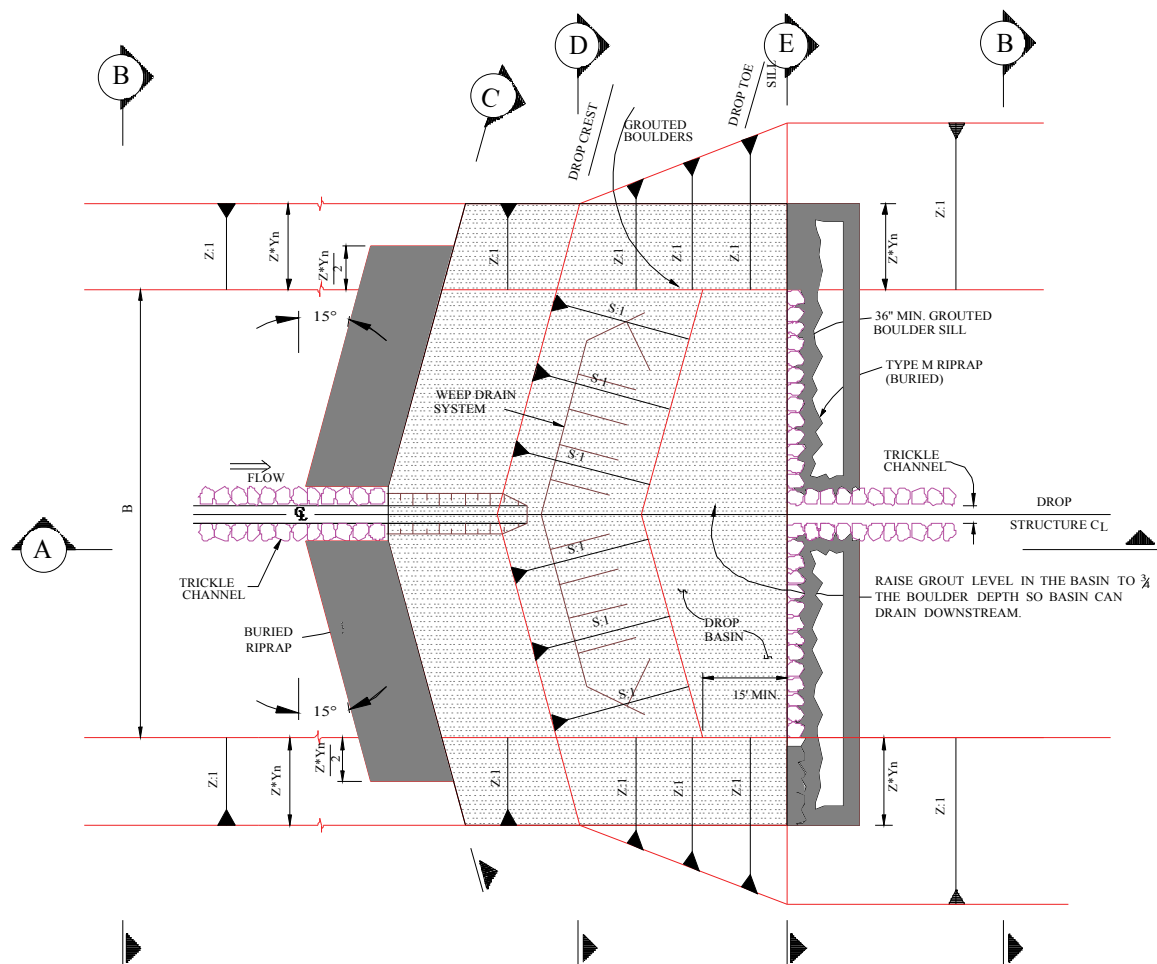 B
C
D
E
B
DROP CREST
GROUTED
BOULDERS
DROP TOE
SILL
Z:1
Z*Yn
Z*Yn
2
Z:1
Z:1
Z:1
Z:1
Z*Yn
Z:1
15°
S:1
S:1
S:1
S:1
S:1
S:1
S:1
WEEP DRAIN
SYSTEM
36" MIN. GROUTED
BOULDER SILL
TYPE M RIPRAP
(BURIED)
FLOW
B
CL
TRICKLE
CHANNEL
DROP
STRUCTURE CL
A
TRICKLE
CHANNEL
RAISE GROUT LEVEL IN THE BASIN TO 3/4
THE BOULDER DEPTH SO BASIN CAN
DRAIN DOWNSTREAM.
BURIED
RIPRAP
DROP
BASIN
15' MIN.
15°
Z:1
Z*Yn
Z*Yn
2
Z:1
Z:1
Z:1
Z:1
Z*Yn
Z:1